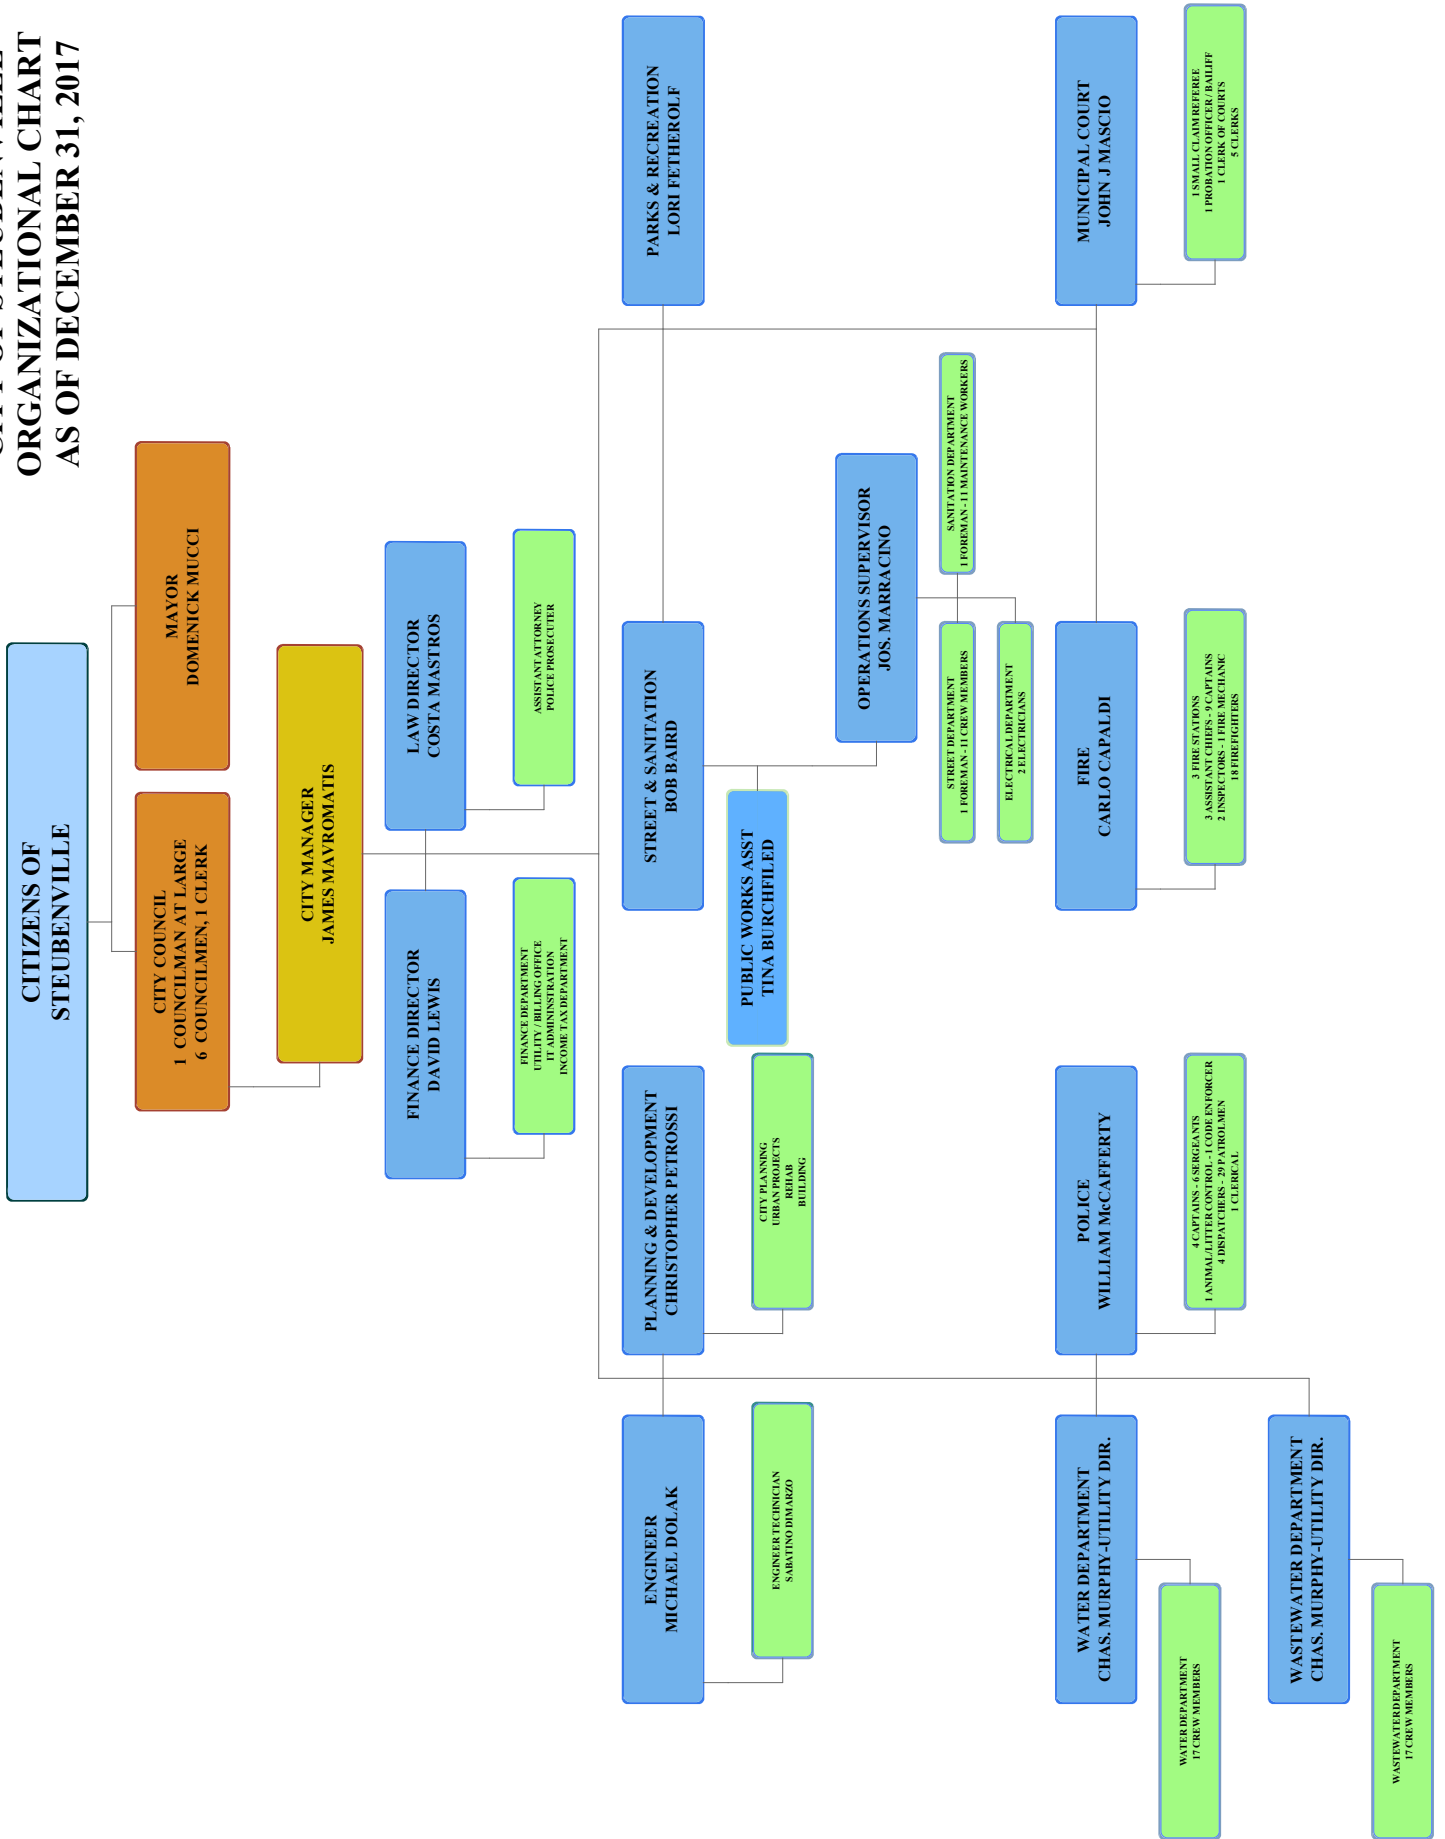 CITY OF STEUBENVILLE
ORGANIZATIONAL CHART
AS OF DECEMBER 31, 2017
CITIZENS OF
STEUBENVILLE
CITY COUNCIL
1 COUNCILMAN AT LARGE
6 COUNCILMEN, 1 CLERK
MAYOR
DOMENICK MUCCI
CITY MANAGER
JAMES MAVROMATIS
FINANCE DIRECTOR
DAVID LEWIS
LAW DIRECTOR
COSTA MASTROS
FINANCE DEPARTMENT
UTILITY / BILLING OFFICE
IT ADMININSTRATION
INCOME TAX DEPARTMENT
ASSISTANT ATTORNEY
POLICE PROSECUTER
ENGINEER
MICHAEL DOLAK
PLANNING & DEVELOPMENT
CHRISTOPHER PETROSSI
STREET & SANITATION
BOB BAIRD
PARKS & RECREATION
LORI FETHEROLF
ENGINEER TECHNICIAN
SABATINO DIMARZO
CITY PLANNING
URBAN PROJECTS
REHAB
BUILDING
PUBLIC WORKS ASST
TINA BURCHFILED
OPERATIONS SUPERVISOR
JOS. MARRACINO
STREET DEPARTMENT
1 FOREMAN - 11 CREW MEMBERS
SANITATION DEPARTMENT
1 FOREMAN - 11 MAINTENANCE WORKERS
ELECTRICAL DEPARTMENT
2 ELECTRICIANS
WATER DEPARTMENT
CHAS. MURPHY-UTILITY DIR.
POLICE
WILLIAM McCAFFERTY
FIRE
CARLO CAPALDI
MUNICIPAL COURT
JOHN J MASCIO
WATER DEPARTMENT
17 CREW MEMBERS
4 CAPTAINS - 6 SERGEANTS
1 ANIMAL/LITTER CONTROL - 1 CODE ENFORCER
4 DISPATCHERS - 29 PATROLMEN
1 CLERICAL
3 FIRE STATIONS
3 ASSISTANT CHIEFS - 9 CAPTAINS
2 INSPECTORS - 1 FIRE MECHANIC
18 FIREFIGHTERS
1 SMALL CLAIM REFEREE
1 PROBATION OFFICER / BAILIFF
1 CLERK OF COURTS
5 CLERKS
WASTEWATER DEPARTMENT
CHAS. MURPHY-UTILITY DIR.
WASTEWATER DEPARTMENT
17 CREW MEMBERS